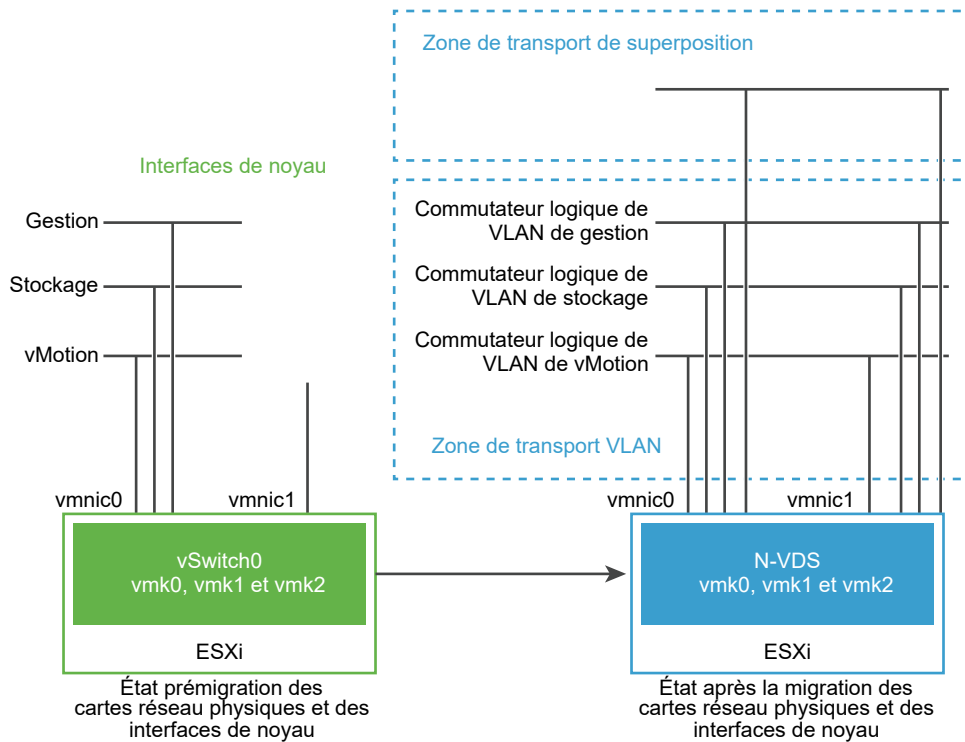 Zone de transport de superposition
Interfaces de noyau
Gestion
Stockage
vMotion
Commutateur logique de
VLAN de gestion
Commutateur logique de
VLAN de stockage
Commutateur logique de
VLAN de vMotion
Zone de transport VLAN
vmnic0
vmnic1
vmnic0
vmnic1
vSwitch0
vmk0, vmk1 et vmk2
ESXi
N-VDS
vmk0, vmk1 et vmk2
ESXi
État prémigration des
cartes réseau physiques et des
interfaces de noyau
État après la migration des
cartes réseau physiques et des
interfaces de noyau